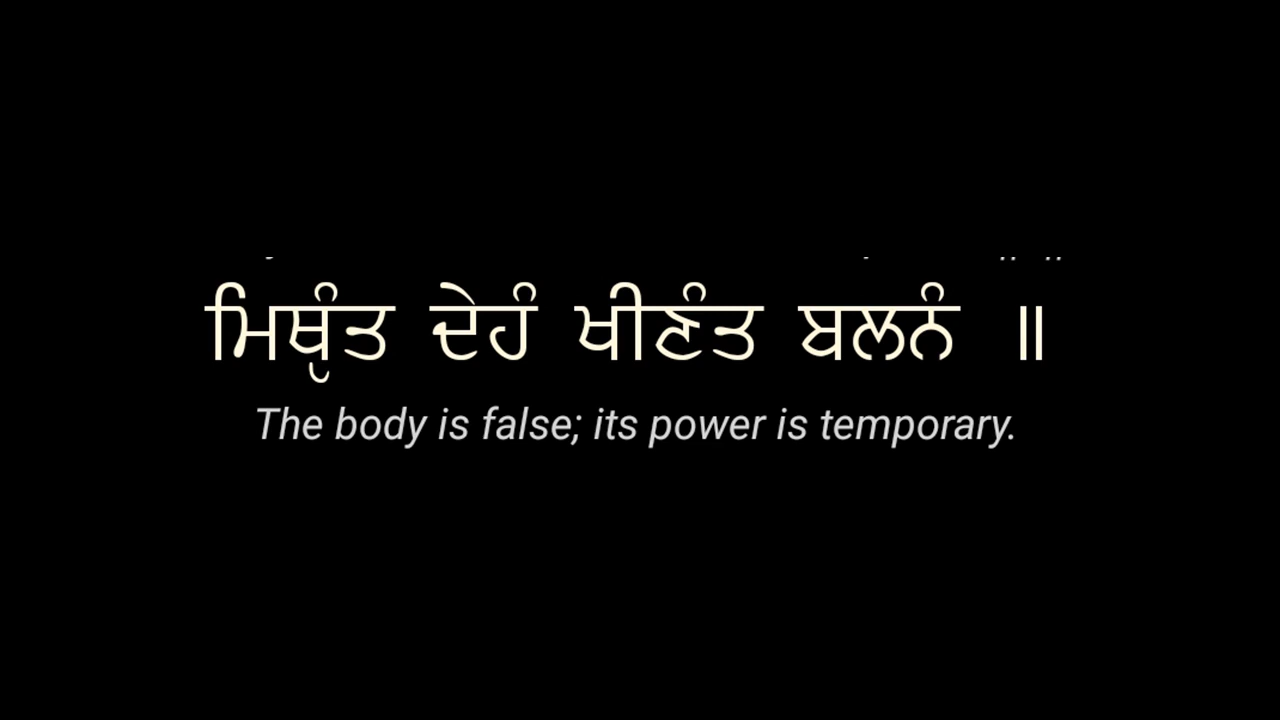 ਮਿਥੵੰਤ ਦੇਹੰ ਖੀਣੰਤ ਬਲਨੰ ॥
The body is false; its power is temporary.